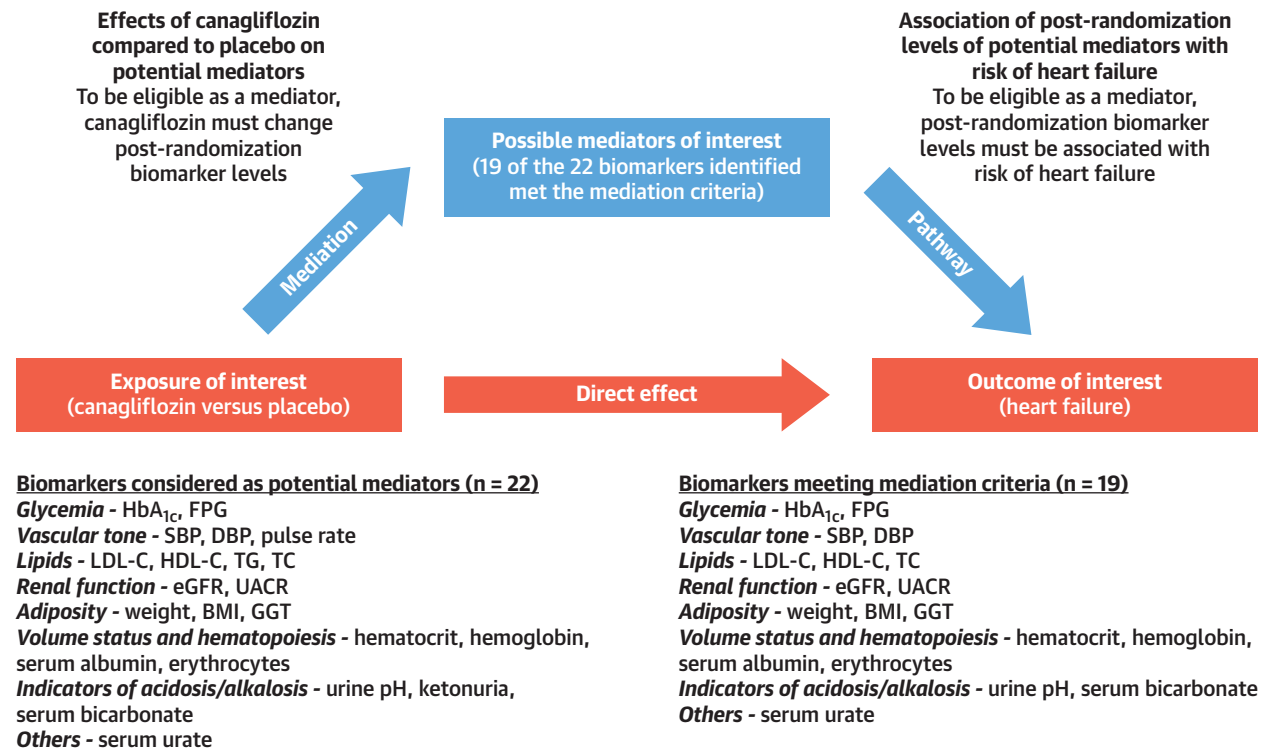 Effects of canagliflozin
compared to placebo on
potential mediators
To be eligible as a mediator,
canagliflozin must change
post-randomization
biomarker levels
Association of post-randomization
levels of potential mediators with
risk of heart failure
To be eligible as a mediator,
post-randomization biomarker
levels must be associated with
risk of heart failure
Possible mediators of interest
(19 of the 22 biomarkers identified
met the mediation criteria)
Mediation
Pathway
Exposure of interest
(canagliflozin versus placebo)
Direct effect
Outcome of interest
(heart failure)
Biomarkers considered as potential mediators (n = 22)
Glycemia - HbA1c, FPG
Vascular tone - SBP, DBP, pulse rate
Lipids - LDL-C, HDL-C, TG, TC
Renal function - eGFR, UACR
Adiposity - weight, BMI, GGT
Volume status and hematopoiesis - hematocrit, hemoglobin,
serum albumin, erythrocytes
Indicators of acidosis/alkalosis - urine pH, ketonuria,
serum bicarbonate
Others - serum urate
Biomarkers meeting mediation criteria (n = 19)
Glycemia - HbA1c, FPG
Vascular tone - SBP, DBP
Lipids - LDL-C, HDL-C, TC
Renal function - eGFR, UACR
Adiposity - weight, BMI, GGT
Volume status and hematopoiesis - hematocrit, hemoglobin,
serum albumin, erythrocytes
Indicators of acidosis/alkalosis - urine pH, serum bicarbonate
Others - serum urate